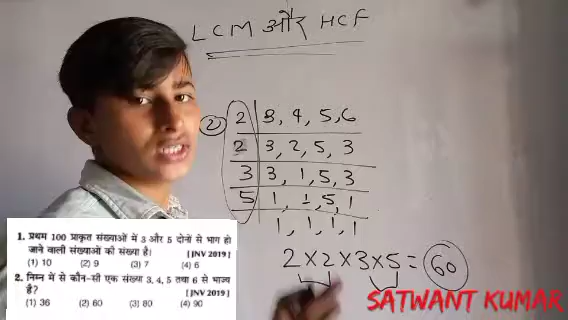 LCM और HCF
② 2 | 3, 4, 5, 6
2 | 3, 2, 5, 3
3 | 3, 1, 5, 3
5 | 1, 1, 5, 1
1, 1, 1, 1
2×2×3×5 = 60
1. प्रथम 100 प्राकृत संख्याओं में 3 और 5 दोनों से भाग हो
जाने वाली संख्याओं की संख्या है। [JNV 2019]
(1) 10 (2) 9 (3) 7 (4) 6
2. निम्न में से कौन-सी एक संख्या 3, 4, 5 तथा 6 से भाज्य
है? [JNV 2019]
(1) 36 (2) 60 (3) 80 (4) 90
SATWANT KUMAR